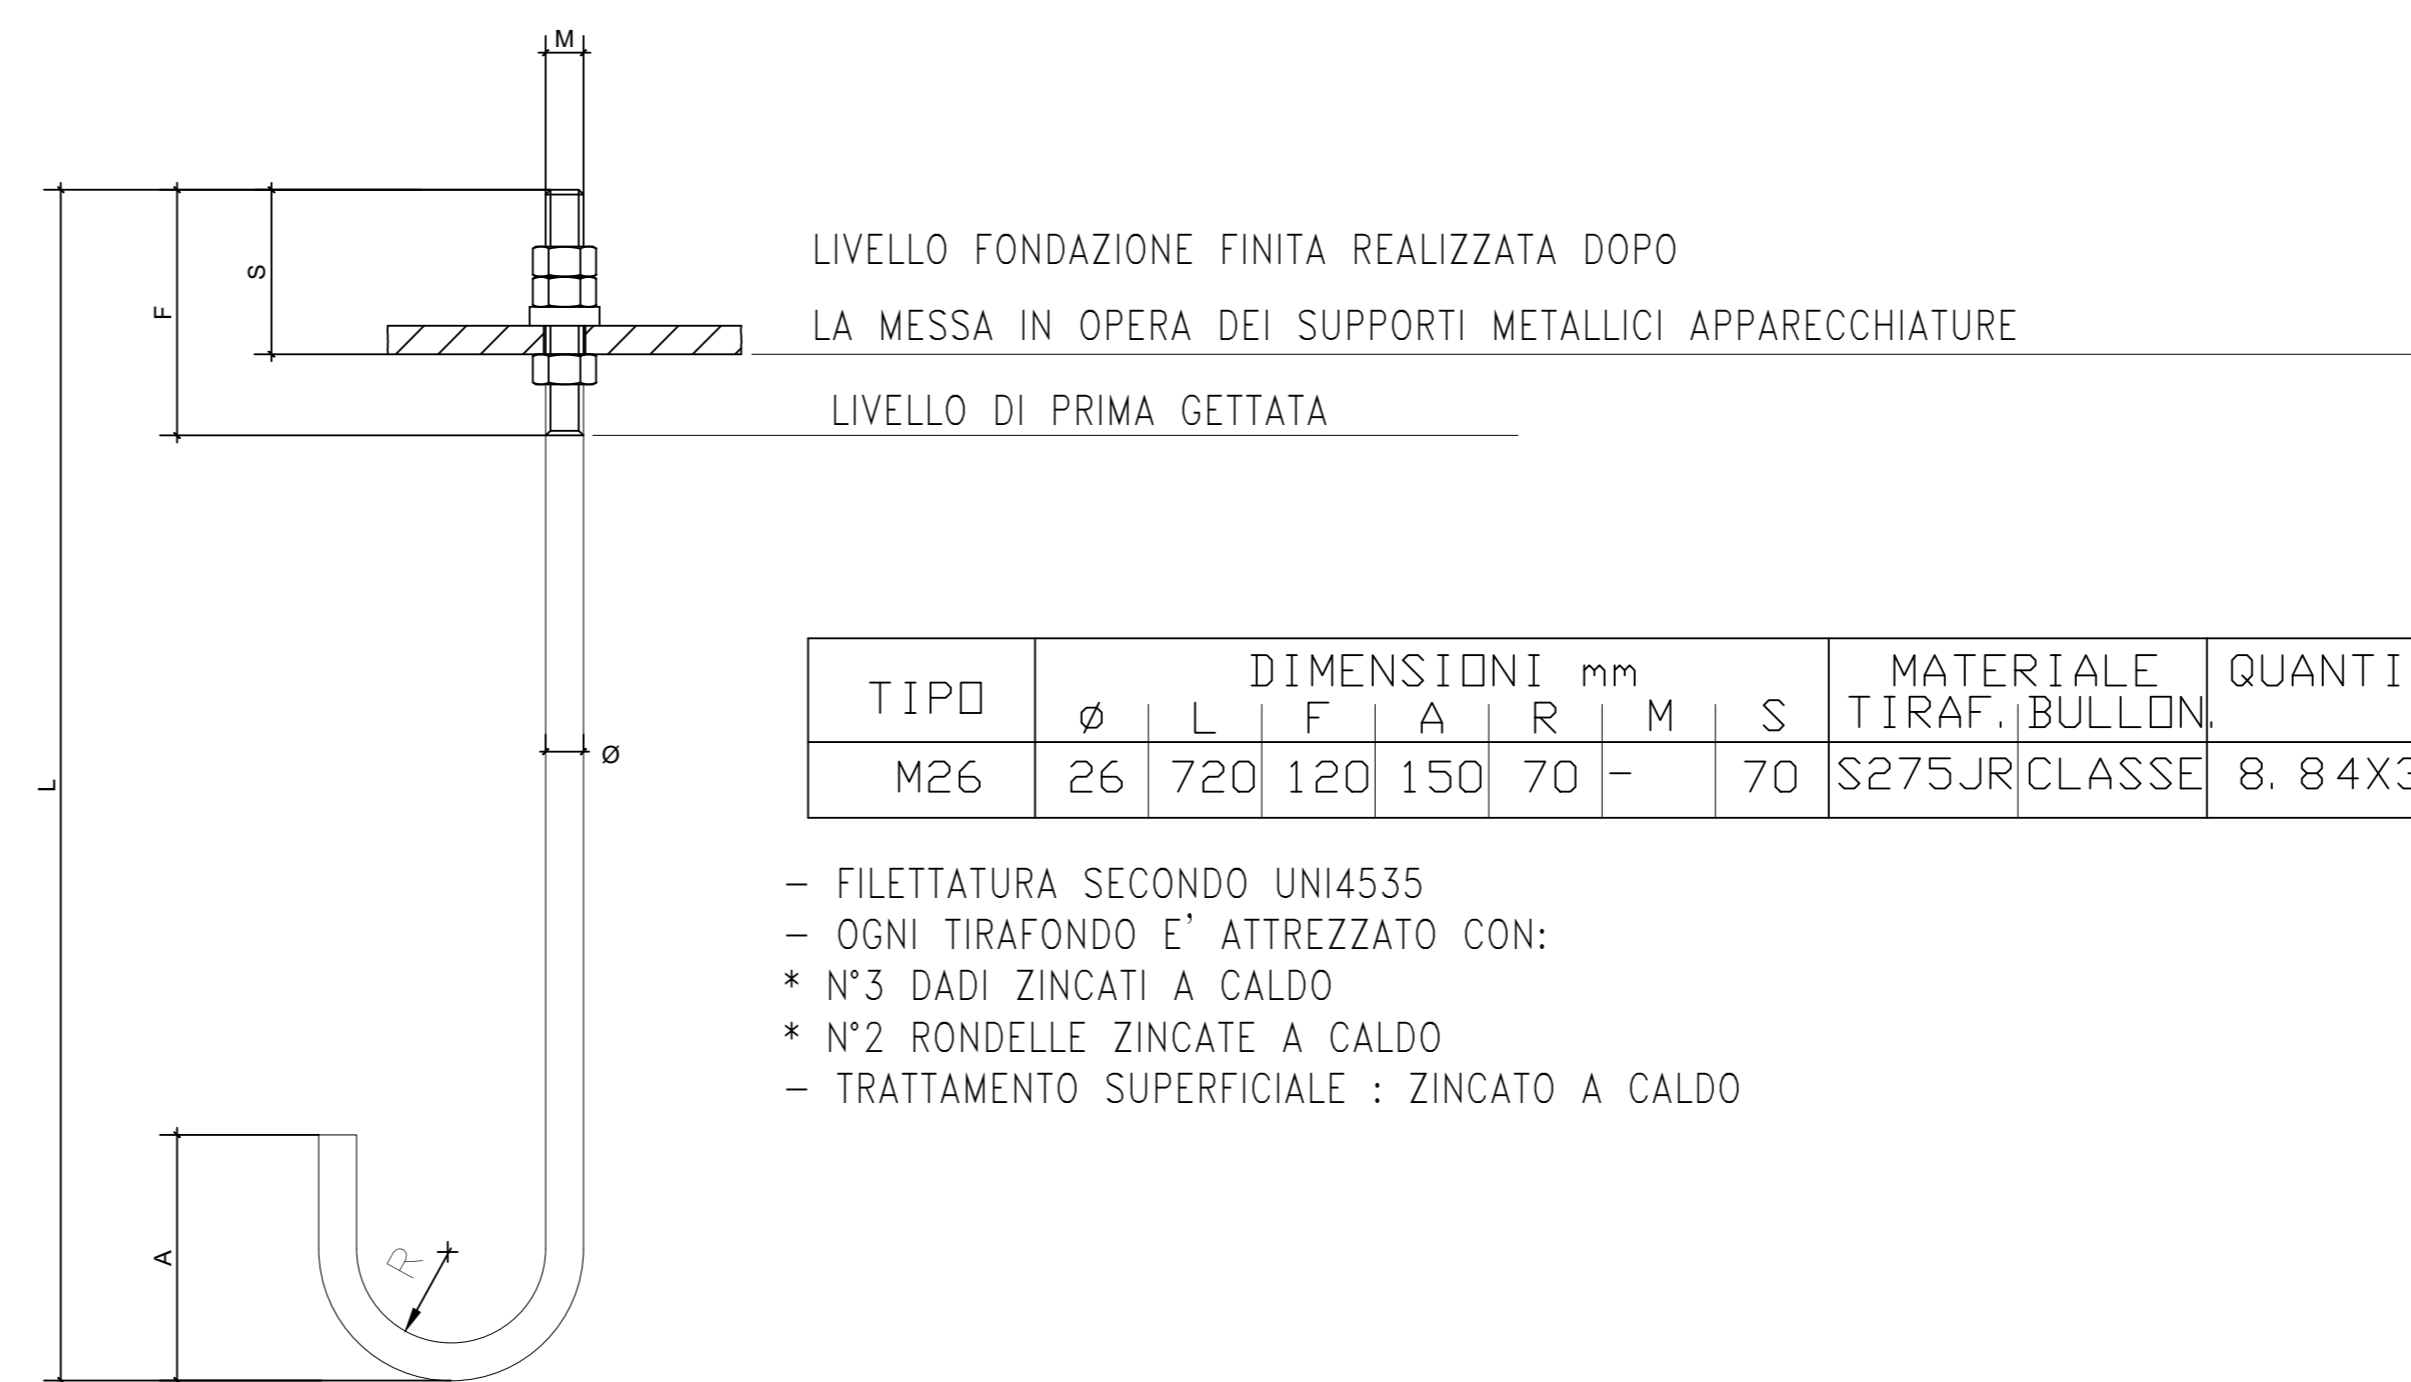 M
S
F
LIVELLO FONDAZIONE FINITA REALIZZATA DOPO
LA MESSA IN OPERA DEI SUPPORTI METALLICI APPARECCHIATURE
LIVELLO DI PRIMA GETTATA
L
Ø
TIPO DIMENSIONI mm MATERIALE QUANTI
Ø L F A R M S TIRAF. BULLON.
M26 26 720 120 150 70 - 70 S275JR CLASSE 8.84X3
- FILETTATURA SECONDO UNI4535
- OGNI TIRAFONDO E' ATTREZZATO CON:
* N°3 DADI ZINCATI A CALDO
* N°2 RONDELLE ZINCATE A CALDO
- TRATTAMENTO SUPERFICIALE : ZINCATO A CALDO
A
R